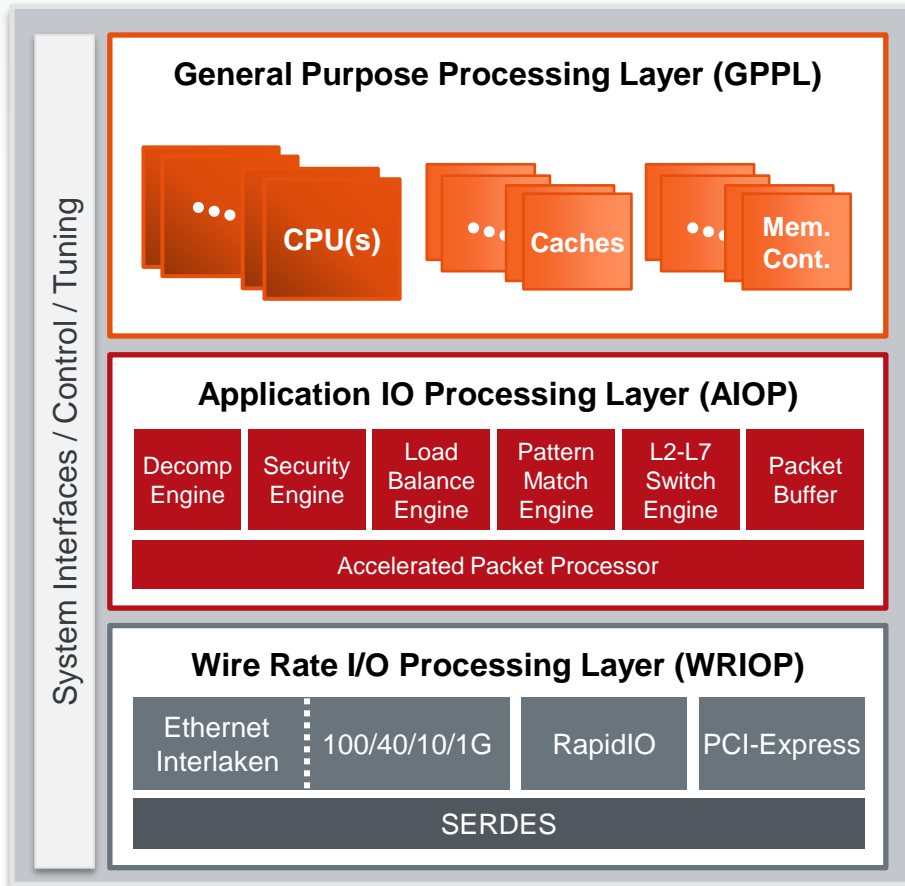 System Interfaces / Control / Tuning
General Purpose Processing Layer (GPPL)
CPU(s)
Caches
Mem.
Cont.
Application IO Processing Layer (AIOP)
Decomp
Engine
Security
Engine
Load
Balance
Engine
Pattern
Match
Engine
L2-L7
Switch
Engine
Packet
Buffer
Accelerated Packet Processor
Wire Rate I/O Processing Layer (WRIOP)
Ethernet
Interlaken
100/40/10/1G
RapidIO
PCI-Express
SERDES